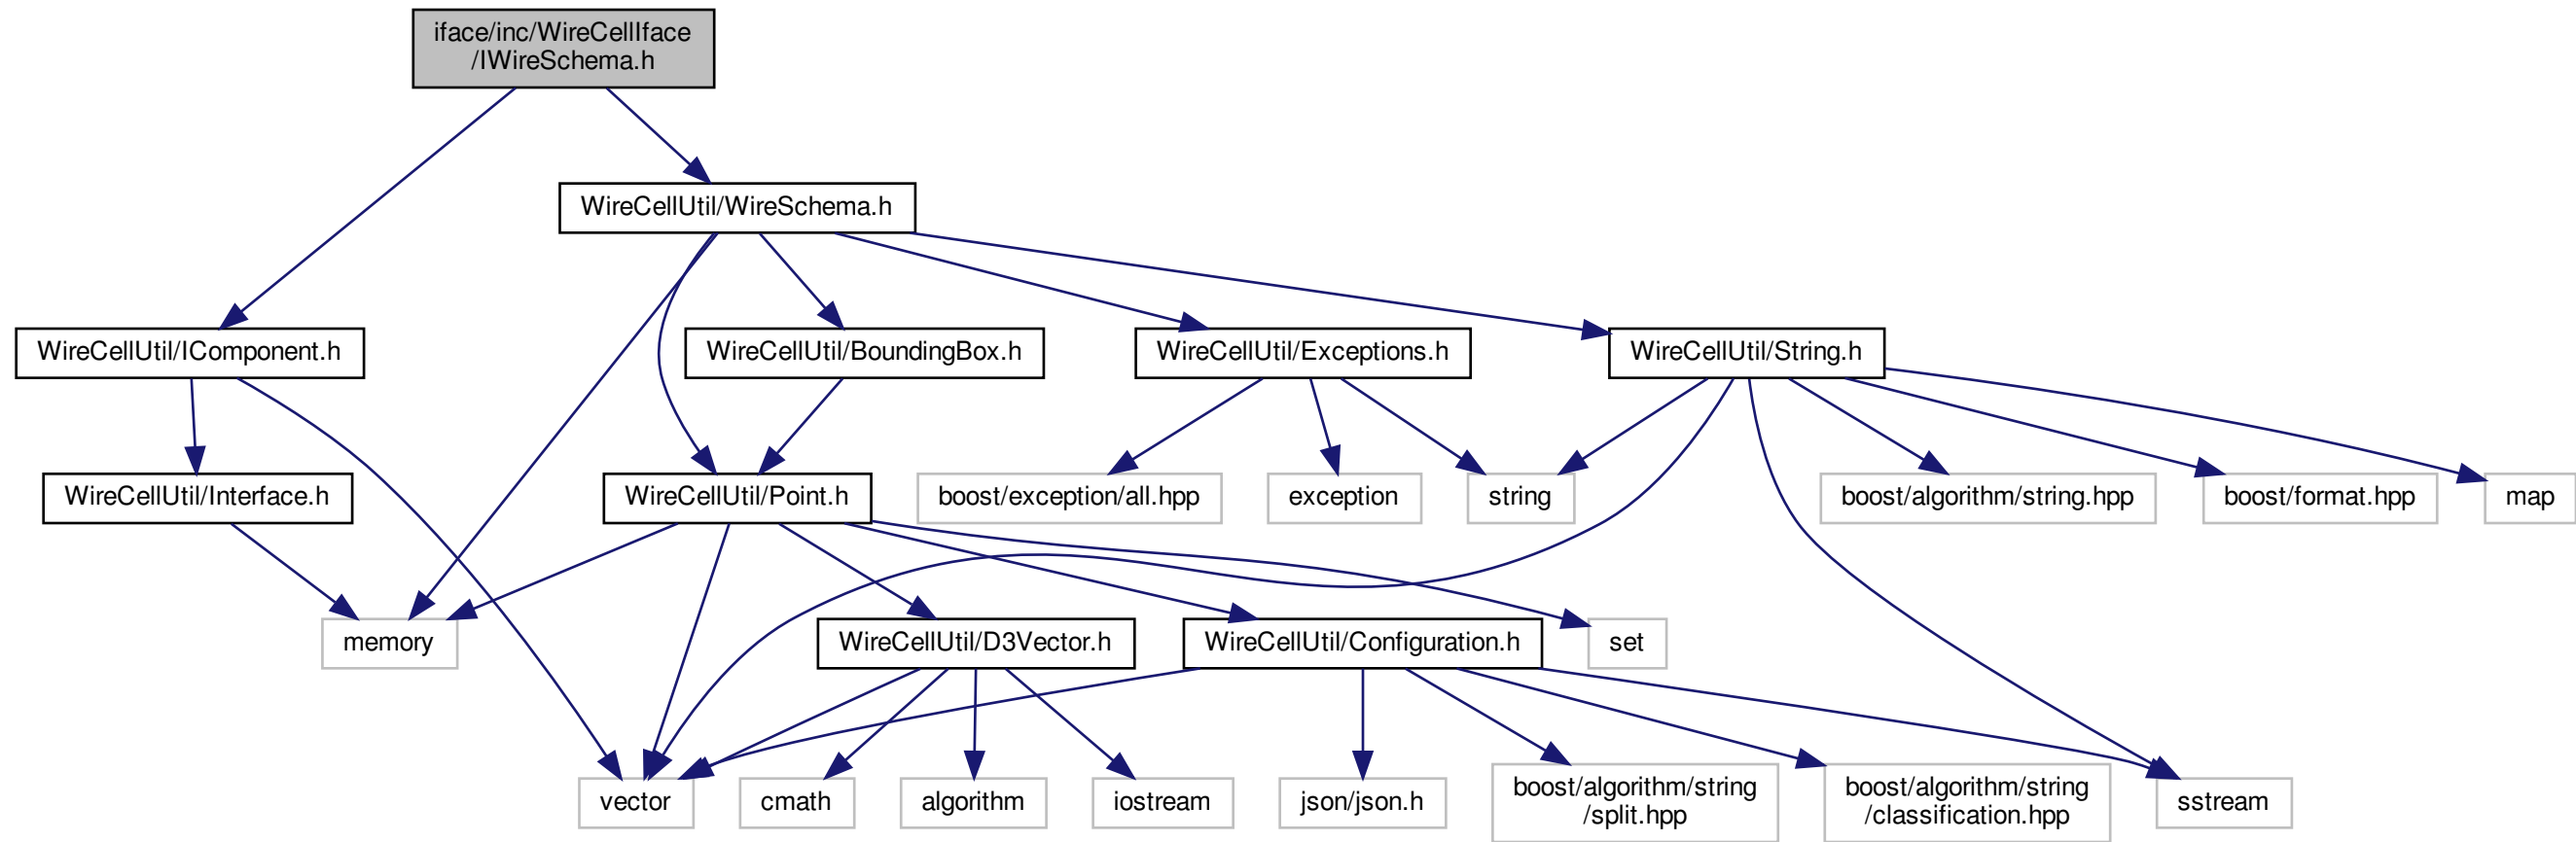 iface/inc/WireCellIface
/IWireSchema.h
WireCellUtil/WireSchema.h
WireCellUtil/IComponent.h
WireCellUtil/BoundingBox.h
WireCellUtil/Exceptions.h
WireCellUtil/String.h
WireCellUtil/Interface.h
WireCellUtil/Point.h
boost/exception/all.hpp
exception
string
boost/algorithm/string.hpp
boost/format.hpp
map
memory
WireCellUtil/D3Vector.h
WireCellUtil/Configuration.h
set
vector
cmath
algorithm
iostream
json/json.h
boost/algorithm/string
/split.hpp
boost/algorithm/string
/classification.hpp
sstream